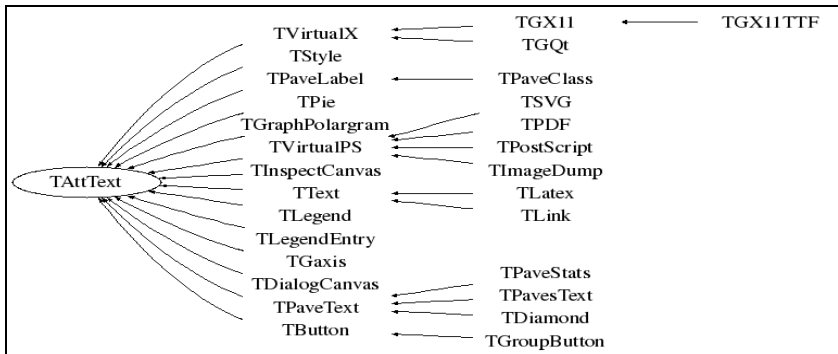 TVirtualX TGX11 TGX11TTF
TStyle TGQt
TPaveLabel TPaveClass
TPie TSVG
TGraphPolargram TPDF
TVirtualPS TPostScript
TInspectCanvas TImageDump
TAttText TText TLatex
TLegend TLink
TLegendEntry
TGaxis
TDialogCanvas TPaveStats
TPaveText TPavesText
TButton TDiamond
TGroupButton